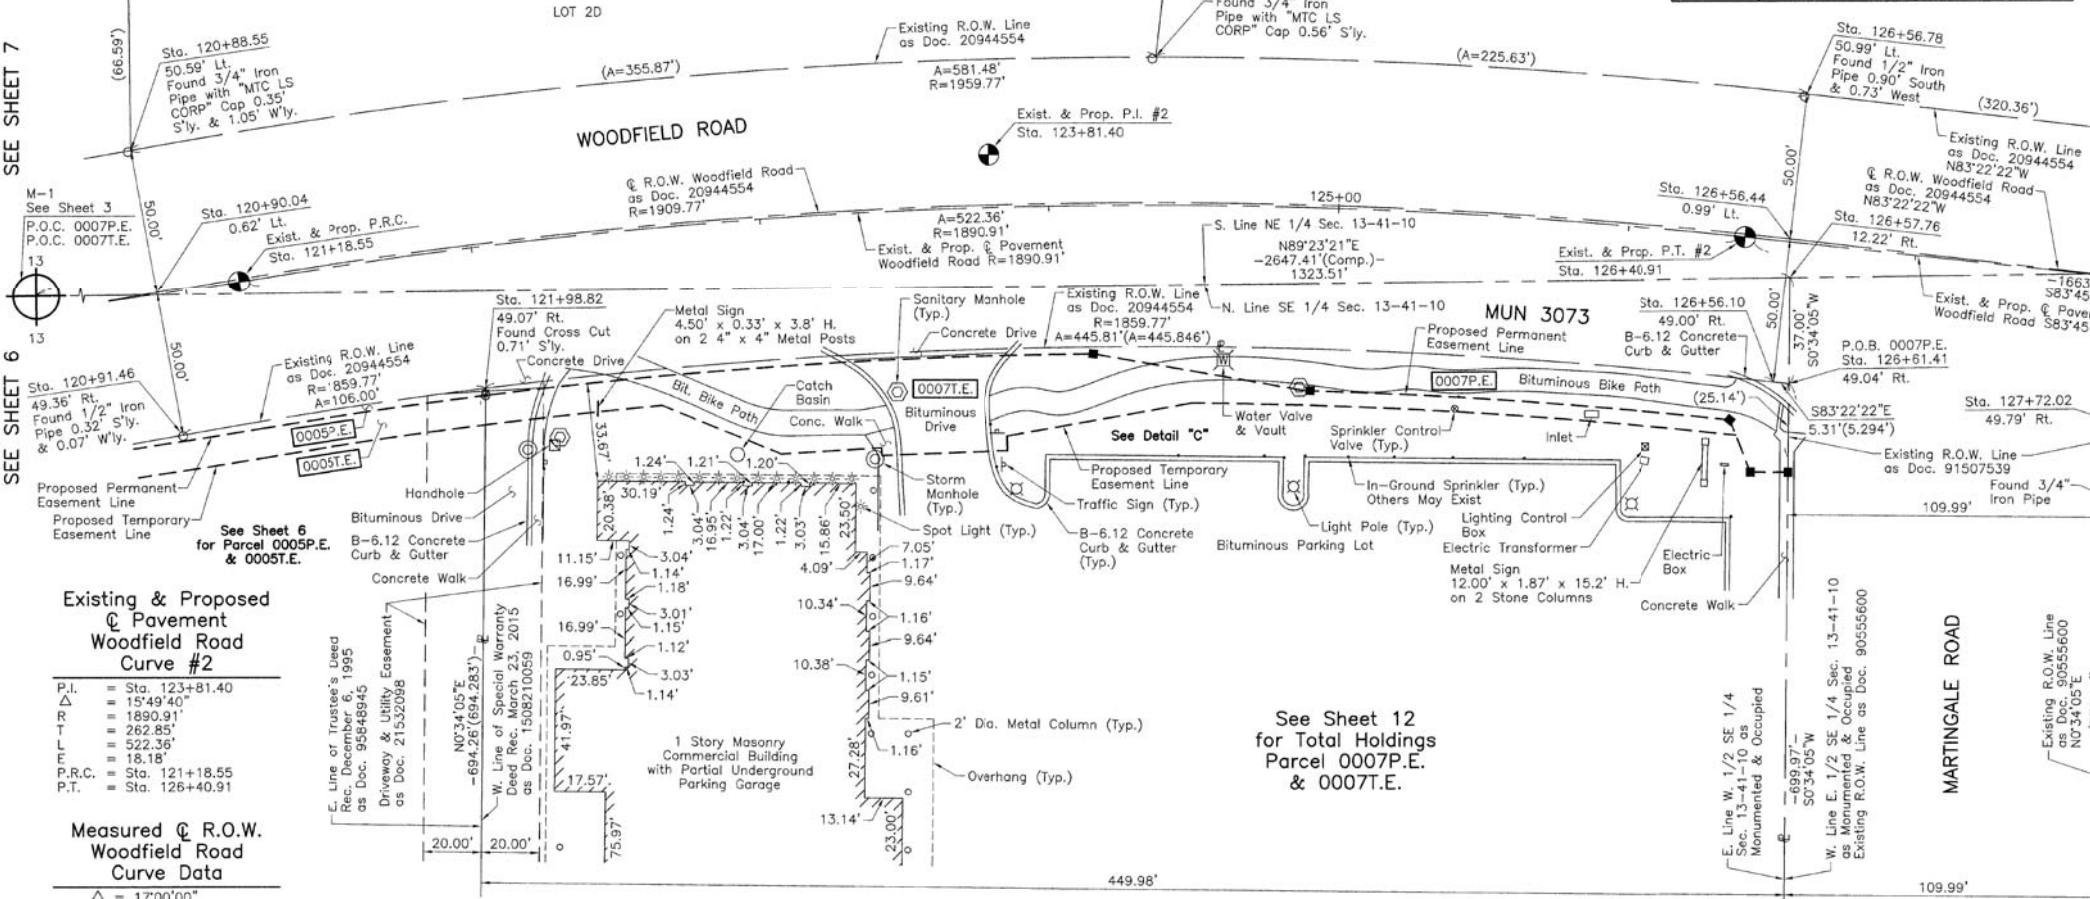 SEE SHEET 7
SEE SHEET 6
(66.59')
LOT 2D
Sta. 120+88.55
50.59' Lt.
Found 3/4" Iron
Pipe with "MTC LS
CORP" Cap 0.35'
S'ly. & 1.05' W'ly.
(A=355.87')
Existing R.O.W. Line
as Doc. 20944554
A=581.48'
R=1959.77'
Found 3/4" Iron
Pipe with "MTC LS
CORP" Cap 0.56' S'ly.
(A=225.63')
Sta. 126+56.78
50.99' Lt.
Found 1/2" Iron
Pipe 0.90' South
& 0.73' West
(320.36')
Existing R.O.W. Line
as Doc. 20944554
N83°22'22"W
WOODFIELD ROAD
Exist. & Prop. P.I. #2
Sta. 123+81.40
M-1
See Sheet 3
P.O.C. 0007P.E.
P.O.C. 0007T.E.
13
13
50.00'
Sta. 120+90.04
0.62' Lt.
Exist. & Prop. P.R.C.
Sta. 121+18.55
℄ R.O.W. Woodfield Road
as Doc. 20944554
R=1909.77'
A=522.36'
R=1890.91'
Exist. & Prop. ℄ Pavement
Woodfield Road R=1890.91'
125+00
S. Line NE 1/4 Sec. 13-41-10
N89°23'21"E
-2647.41'(Comp.)-
1323.51'
N. Line SE 1/4 Sec. 13-41-10
50.00'
Sta. 126+56.44
0.99' Lt.
℄ R.O.W. Woodfield Road
as Doc. 20944554
N83°22'22"W
Sta. 126+57.76
12.22' Rt.
Exist. & Prop. P.T. #2
Sta. 126+40.91
-1663
S83°45
Exist. & Prop. ℄ Pave
Woodfield Road S83°45
50.00'
Sta. 120+91.46
49.36' Rt.
Found 1/2" Iron
Pipe 0.32' S'ly.
& 0.07' W'ly.
Existing R.O.W. Line
as Doc. 20944554
R=1859.77'
A=106.00'
0005P.E.
0005T.E.
Proposed Permanent
Easement Line
Proposed Temporary
Easement Line
See Sheet 6
for Parcel 0005P.E.
& 0005T.E.
Sta. 121+98.82
49.07' Rt.
Found Cross Cut
0.71' S'ly.
Concrete Drive
Metal Sign
4.50' x 0.33' x 3.8' H.
on 2 4" x 4" Metal Posts
Sanitary Manhole
(Typ.)
Concrete Drive
Existing R.O.W. Line
as Doc. 20944554
R=1859.77'
A=445.81'(A=445.846')
MUN 3073
Proposed Permanent
Easement Line
Sta. 126+56.10
49.00' Rt.
B-6.12 Concrete
Curb & Gutter
50.00'
37.00'
S0°34'05"W
P.O.B. 0007P.E.
Sta. 126+61.41
49.04' Rt.
Bit. Bike Path
Catch
Basin
Conc. Walk
0007T.E.
Bituminous
Drive
W
Water Valve
& Vault
0007P.E.
Bituminous Bike Path
(25.14')
S83°22'22"E
5.31'(5.294')
Sta. 127+72.02
49.79' Rt.
Existing R.O.W. Line
as Doc. 91507539
Found 3/4"
Iron Pipe
109.99'
See Detail "C"
Sprinkler Control
Valve (Typ.)
Inlet
33.67'
Handhole
Bituminous Drive
B-6.12 Concrete
Curb & Gutter
Concrete Walk
1.24'
1.21'
1.20'
30.19'
20.38'
1.24'
3.04'
16.95'
1.22'
3.04'
17.00'
1.22'
3.03'
15.86'
23.50'
Storm
Manhole
(Typ.)
Spot Light (Typ.)
Proposed Temporary
Easement Line
Traffic Sign (Typ.)
B-6.12 Concrete
Curb & Gutter
(Typ.)
In-Ground Sprinkler (Typ.)
Others May Exist
Light Pole (Typ.)
Bituminous Parking Lot
Lighting Control
Box
Electric Transformer
Metal Sign
12.00' x 1.87' x 15.2' H.
on 2 Stone Columns
Electric
Box
Concrete Walk
11.15'
3.04'
1.14'
16.99'
1.18'
3.01'
16.99'
1.15'
1.12'
0.95'
3.03'
23.85'
1.14'
41.97'
17.57'
75.97'
7.05'
1.17'
4.09'
9.64'
10.34'
1.16'
9.64'
10.38'
1.15'
9.61'
1.16'
27.28'
13.14'
23.00'
2' Dia. Metal Column (Typ.)
Overhang (Typ.)
1 Story Masonry
Commercial Building
with Partial Underground
Parking Garage
See Sheet 12
for Total Holdings
Parcel 0007P.E.
& 0007T.E.
Existing & Proposed
℄ Pavement
Woodfield Road
Curve #2
P.I. = Sta. 123+81.40
△ = 15°49'40"
R = 1890.91'
T = 262.85'
L = 522.36'
E = 18.18'
P.R.C. = Sta. 121+18.55
P.T. = Sta. 126+40.91
Measured ℄ R.O.W.
Woodfield Road
Curve Data
△ = 17°00'00"
E. Line of Trustee's Deed
Rec. December 6, 1995
as Doc. 95848945
Driveway & Utility Easement
as Doc. 21532098
N0°34'05"E
-694.26'(694.283')-
W. Line of Special Warranty
Deed Rec. March 23, 2015
as Doc. 1508210059
20.00'
20.00'
449.98'
E. Line W. 1/2 SE 1/4
Sec. 13-41-10 as
Monumented & Occupied
-699.97'-
S0°34'05"W
W. Line E. 1/2 SE 1/4 Sec. 13-41-10
as Monumented & Occupied
Existing R.O.W. Line as Doc. 90555600
MARTINGALE ROAD
Existing R.O.W. Line
as Doc. 90555600
N0°34'05"E
109.99'